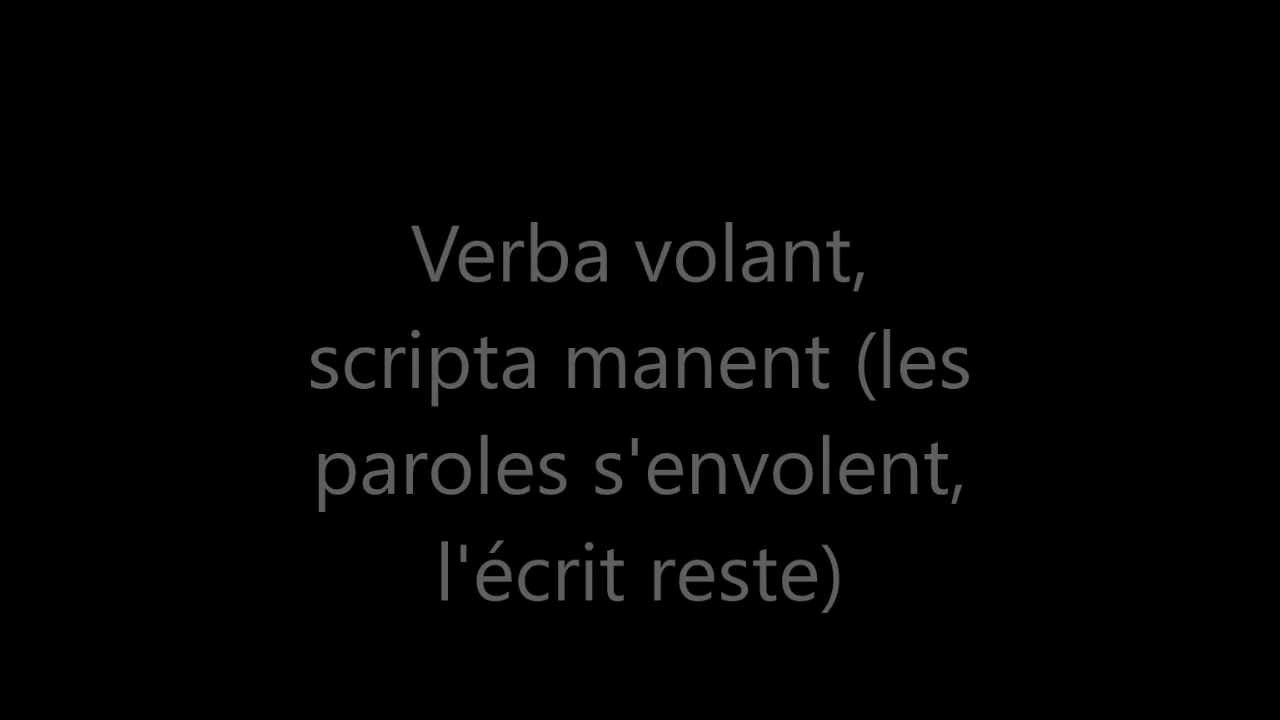 Verba volant,
scripta manent (les
paroles s'envolent,
l'écrit reste)